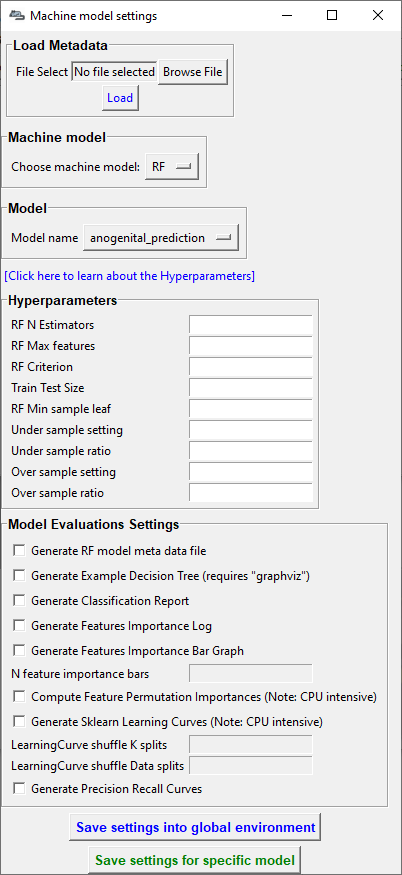 Machine model settings
Load Metadata
File Select No file selected Browse File
Load
Machine model
Choose machine model: RF
Model
Model name anogenital_prediction
[Click here to learn about the Hyperparameters]
Hyperparameters
RF N Estimators
RF Max features
RF Criterion
Train Test Size
RF Min sample leaf
Under sample setting
Under sample ratio
Over sample setting
Over sample ratio
Model Evaluations Settings
Generate RF model meta data file
Generate Example Decision Tree (requires "graphviz")
Generate Classification Report
Generate Features Importance Log
Generate Features Importance Bar Graph
N feature importance bars
Compute Feature Permutation Importances (Note: CPU intensive)
Generate Sklearn Learning Curves (Note: CPU intensive)
LearningCurve shuffle K splits
LearningCurve shuffle Data splits
Generate Precision Recall Curves
Save settings into global environment
Save settings for specific model